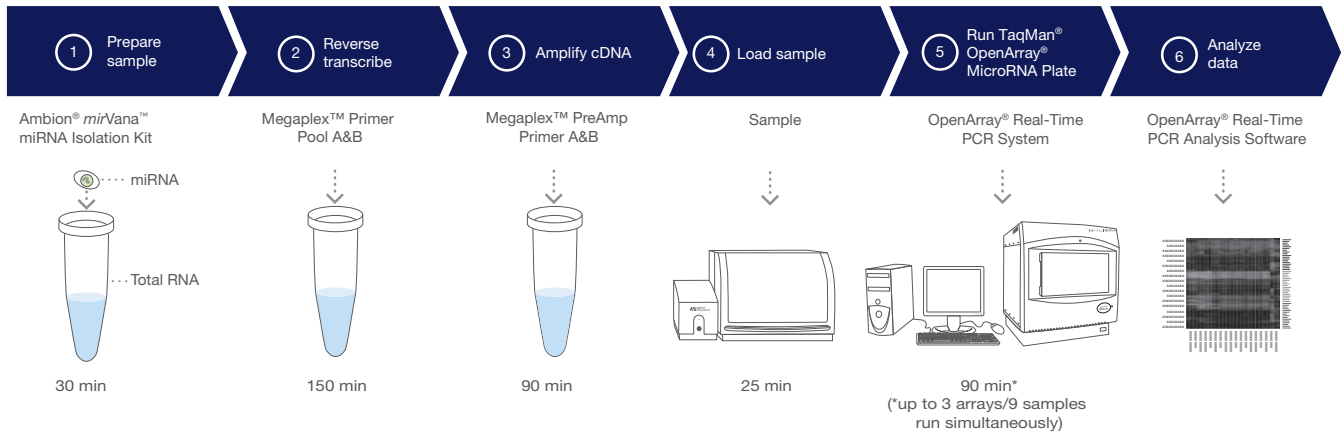 1
Prepare
sample
2
Reverse
transcribe
3
Amplify cDNA
4
Load sample
5
Run TaqMan®
OpenArray®
MicroRNA Plate
6
Analyze
data
Ambion® mirVana™
miRNA Isolation Kit
Megaplex™ Primer
Pool A&B
Megaplex™ PreAmp
Primer A&B
Sample
OpenArray® Real-Time
PCR System
OpenArray® Real-Time
PCR Analysis Software
miRNA
Total RNA
30 min
150 min
90 min
25 min
90 min*
(*up to 3 arrays/9 samples
run simultaneously)